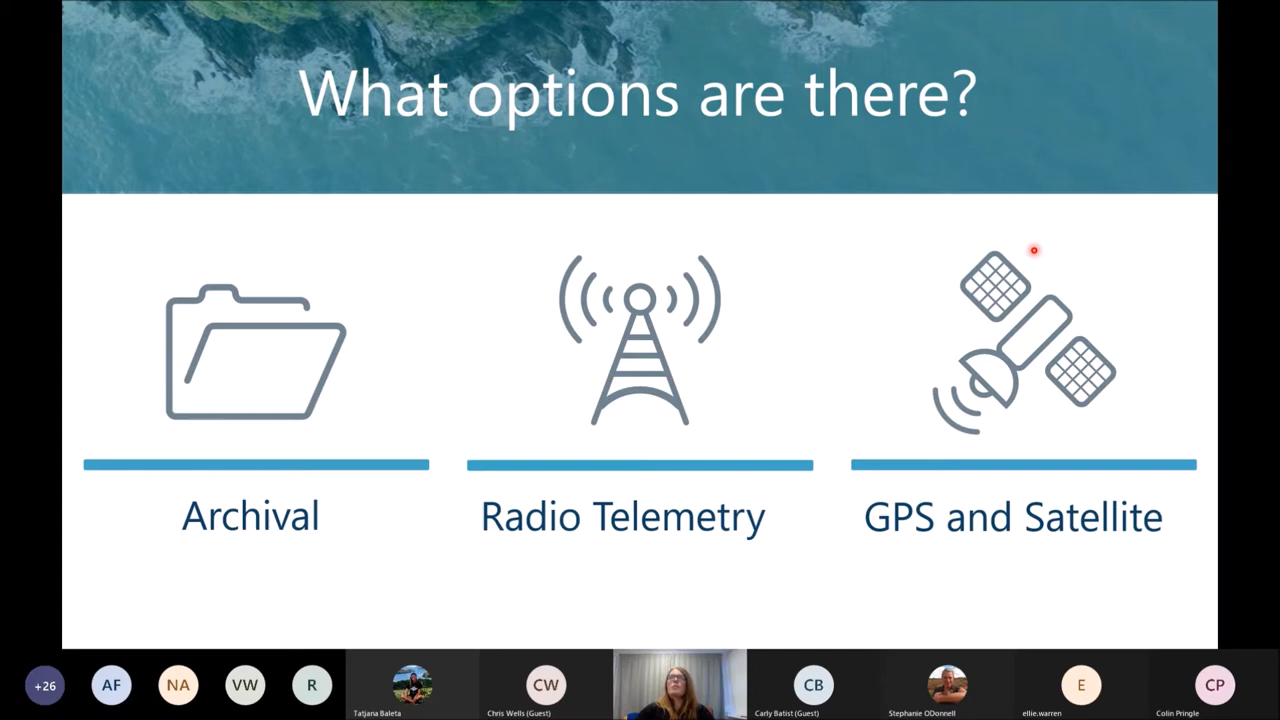 What options are there?
Archival
Radio Telemetry
GPS and Satellite
+26
AF
NA
VW
R
Tatjana Baleta
CW
Chris Wells (Guest)
CB
Carly Batist (Guest)
Stephanie ODonnell
E
ellie.warren
CP
Colin Pringle